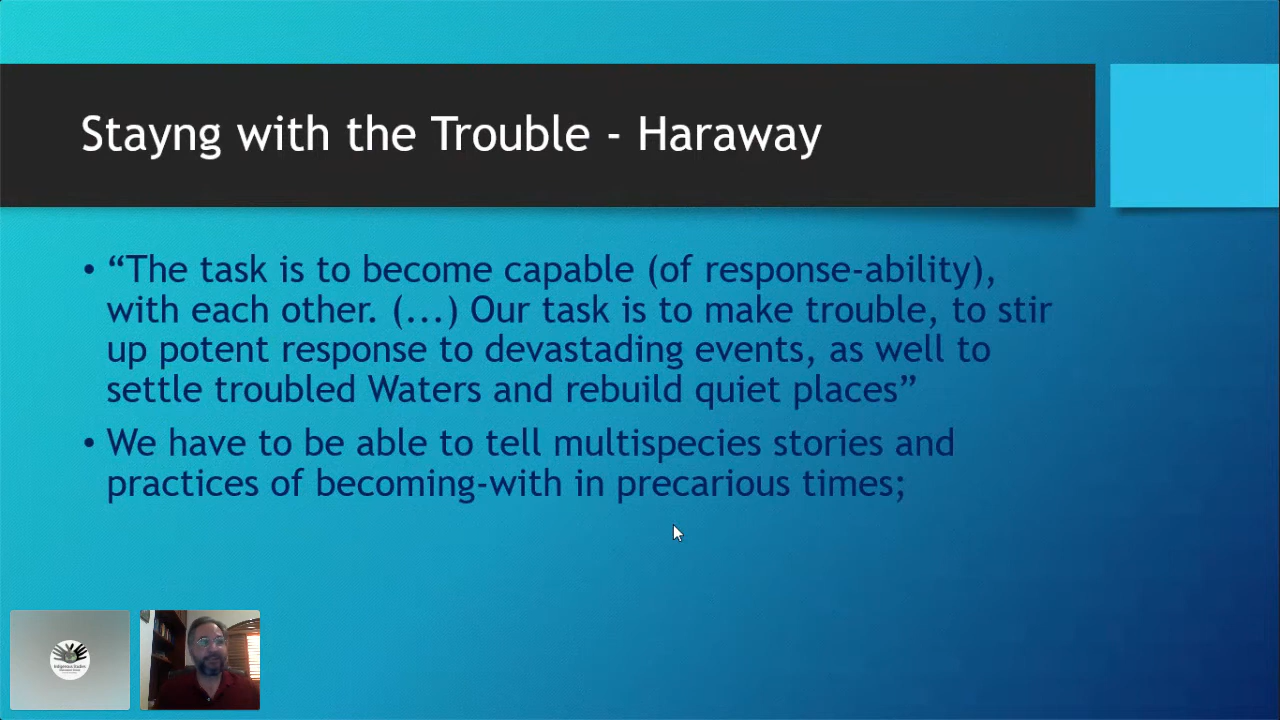 Stayng with the Trouble - Haraway
• “The task is to become capable (of response-ability),
with each other. (...) Our task is to make trouble, to stir
up potent response to devastading events, as well to
settle troubled Waters and rebuild quiet places”
• We have to be able to tell multispecies stories and
practices of becoming-with in precarious times;
Indigenous Studies